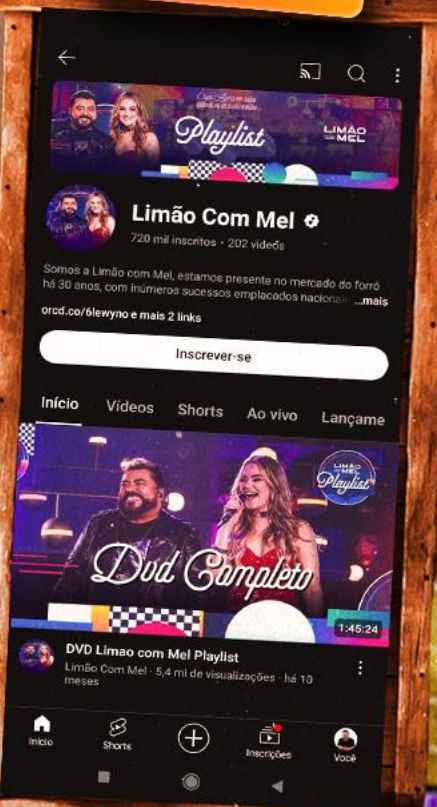 Playlist
LIMÃO
COM MEL
Limão Com Mel
720 mil inscritos · 202 vídeos
Somos a Limão com Mel, estamos presente no mercado do forró
há 30 anos, com inúmeros sucessos emplacados nacional ...mais
orcd.co/6lewyno e mais 2 links
Inscrever-se
Início Vídeos Shorts Ao vivo Lançame
LIMÃO
COM MEL
Playlist
Dvd Completo
1:45:24
DVD Limao com Mel Playlist
Limão Com Mel · 5,4 mi de visualizações · há 10
meses
Início Shorts Inscrições Você